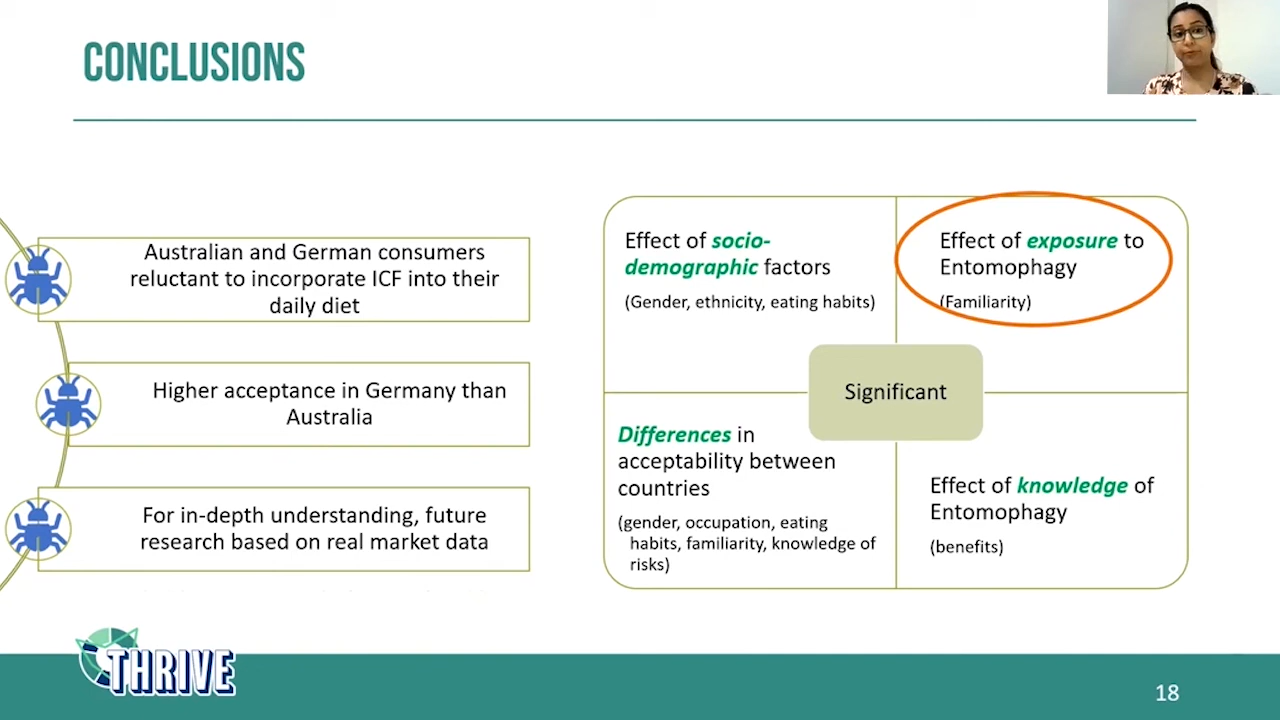 CONCLUSIONS
Australian and German consumers
reluctant to incorporate ICF into their
daily diet
Higher acceptance in Germany than
Australia
For in-depth understanding, future
research based on real market data
Effect of socio-
demographic factors
(Gender, ethnicity, eating habits)
Effect of exposure to
Entomophagy
(Familiarity)
Significant
Differences in
acceptability between
countries
(gender, occupation, eating
habits, familiarity, knowledge of
risks)
Effect of knowledge of
Entomophagy
(benefits)
THRIVE
18